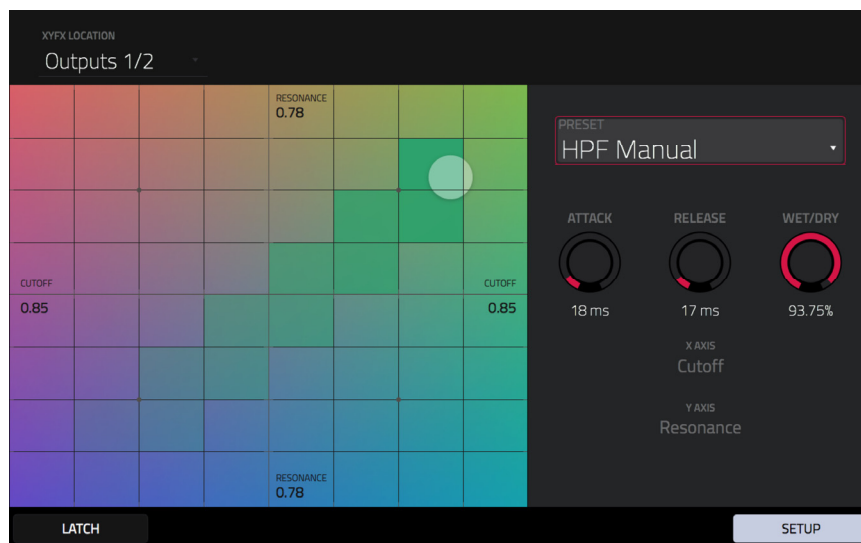 XYFX LOCATION
Outputs 1/2
RESONANCE
0.78
CUTOFF
0.85
CUTOFF
0.85
RESONANCE
0.78
PRESET
HPF Manual
ATTACK
RELEASE
WET/DRY
18 ms
17 ms
93.75%
X AXIS
Cutoff
Y AXIS
Resonance
LATCH
SETUP